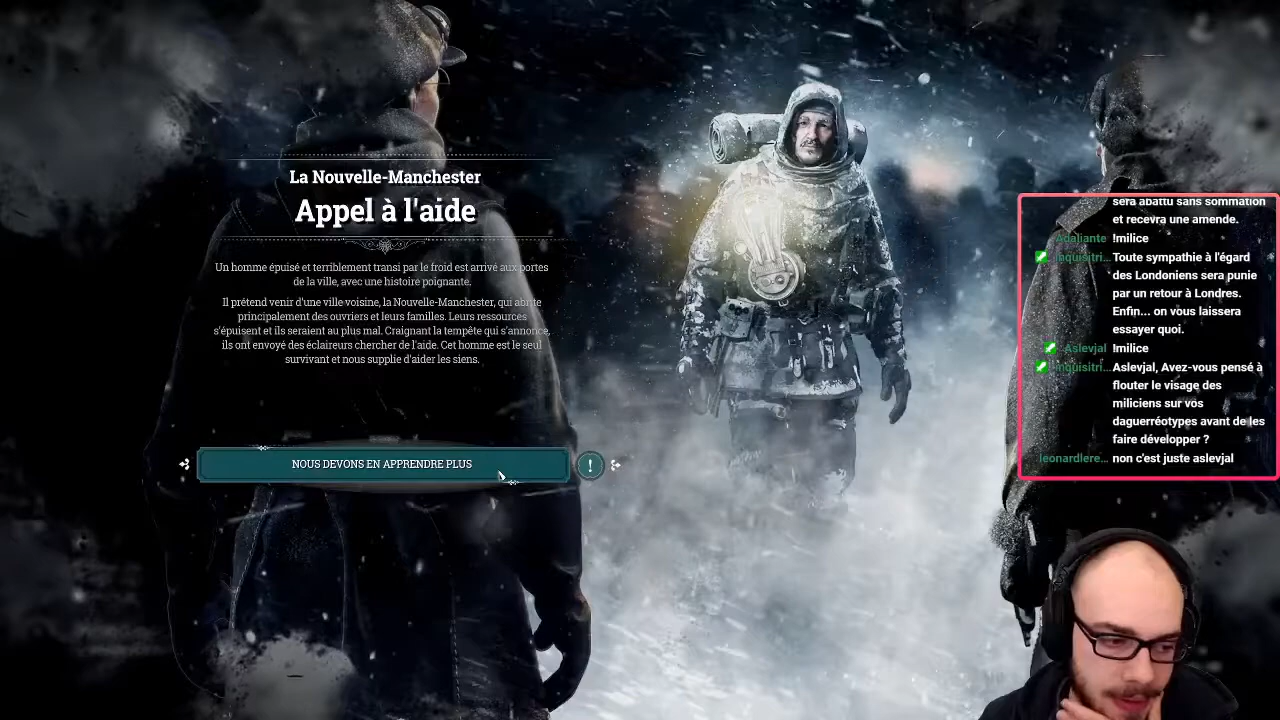 La Nouvelle-Manchester
Appel à l'aide
Un homme épuisé et terriblement transi par le froid est arrivé aux portes
de la ville, avec une histoire poignante.
Il prétend venir d'une ville voisine, la Nouvelle-Manchester, qui abrite
principalement des ouvriers et leurs familles. Leurs ressources
s'épuisent et ils seraient au plus mal. Craignant la tempête qui s'annonce,
ils ont envoyé des éclaireurs chercher de l'aide. Cet homme est le seul
survivant et nous supplie d'aider les siens.
NOUS DEVONS EN APPRENDRE PLUS
!
sera abattu sans sommation
et recevra une amende.
Adaliante !milice
Inquisitri... Toute sympathie à l'égard
des Londoniens sera punie
par un retour à Londres.
Enfin... on vous laissera
essayer quoi.
Aslevjal !milice
Inquisitri... Aslevjal, Avez-vous pensé à
flouter le visage des
miliciens sur vos
daguerréotypes avant de les
faire développer ?
leonardlere... non c'est juste aslevjal